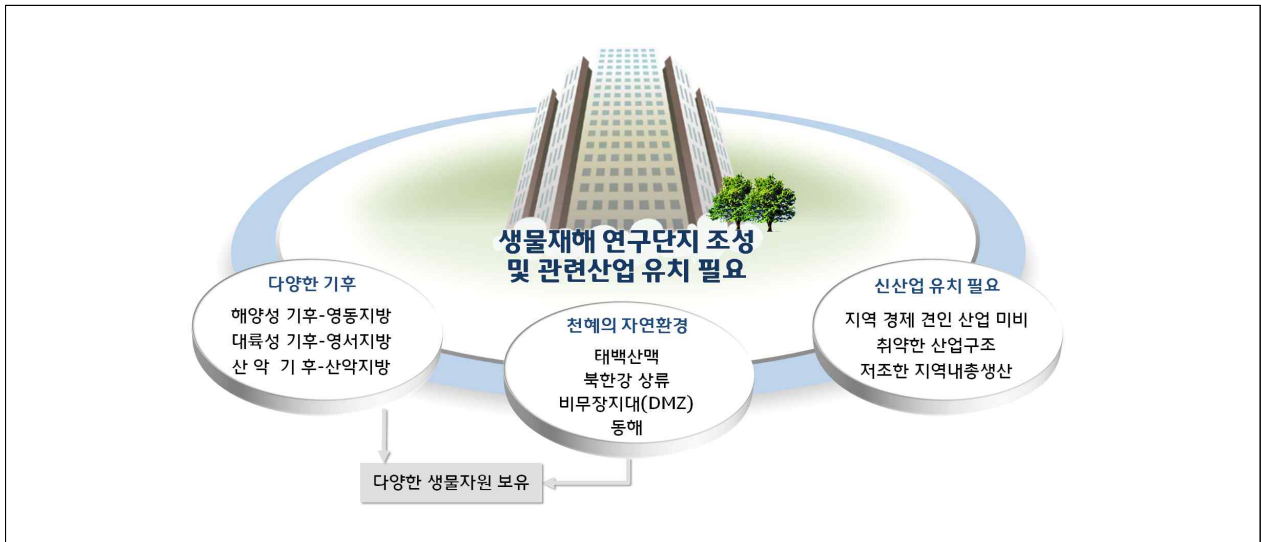 생물재해 연구단지 조성
및 관련산업 유치 필요
다양한 기후
해양성 기후-영동지방
대륙성 기후-영서지방
산 악 기 후-산악지방
천혜의 자연환경
태백산맥
북한강 상류
비무장지대(DMZ)
동해
신산업 유치 필요
지역 경제 견인 산업 미비
취약한 산업구조
저조한 지역내총생산
다양한 생물자원 보유